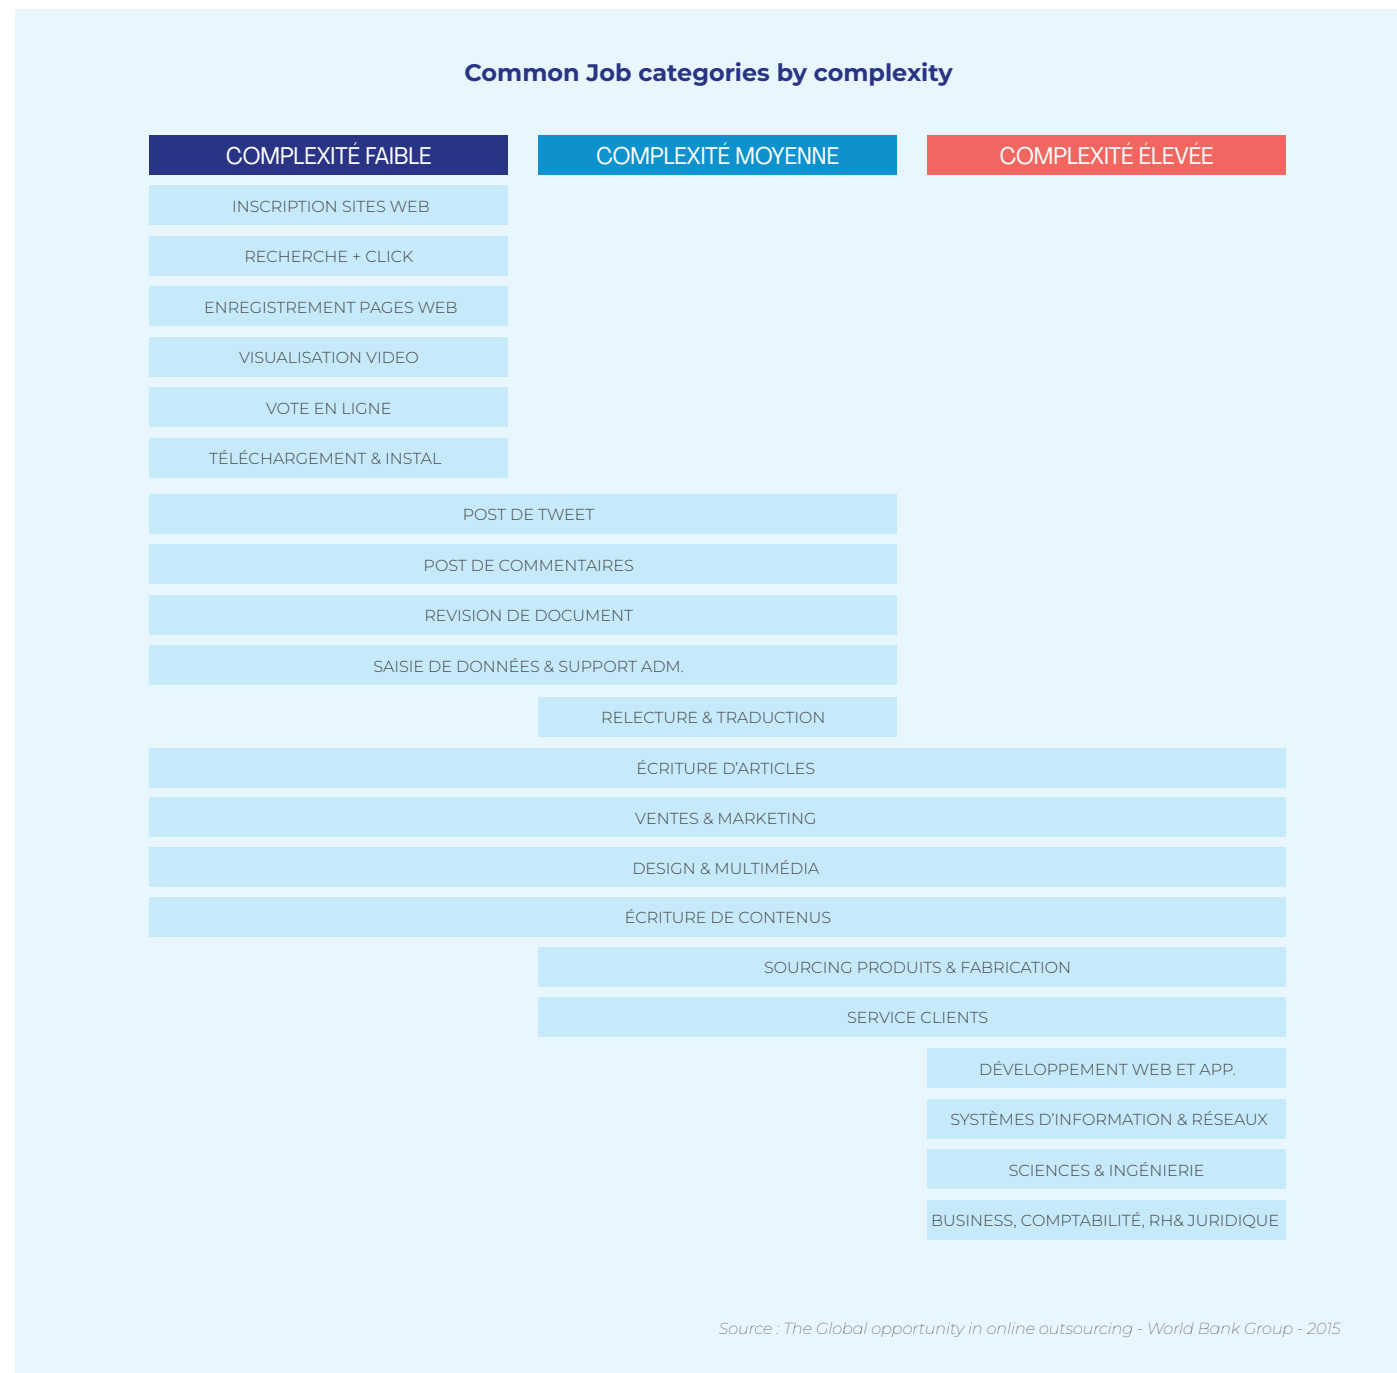 Common Job categories by complexity
COMPLEXITÉ FAIBLE
COMPLEXITÉ MOYENNE
COMPLEXITÉ ÉLEVÉE
INSCRIPTION SITES WEB
RECHERCHE + CLICK
ENREGISTREMENT PAGES WEB
VISUALISATION VIDEO
VOTE EN LIGNE
TÉLÉCHARGEMENT & INSTAL
POST DE TWEET
POST DE COMMENTAIRES
REVISION DE DOCUMENT
SAISIE DE DONNÉES & SUPPORT ADM.
RELECTURE & TRADUCTION
ÉCRITURE D’ARTICLES
VENTES & MARKETING
DESIGN & MULTIMÉDIA
ÉCRITURE DE CONTENUS
SOURCING PRODUITS & FABRICATION
SERVICE CLIENTS
DÉVELOPPEMENT WEB ET APP.
SYSTÈMES D’INFORMATION & RÉSEAUX
SCIENCES & INGÉNIERIE
BUSINESS, COMPTABILITÉ, RH& JURIDIQUE
Source : The Global opportunity in online outsourcing - World Bank Group - 2015